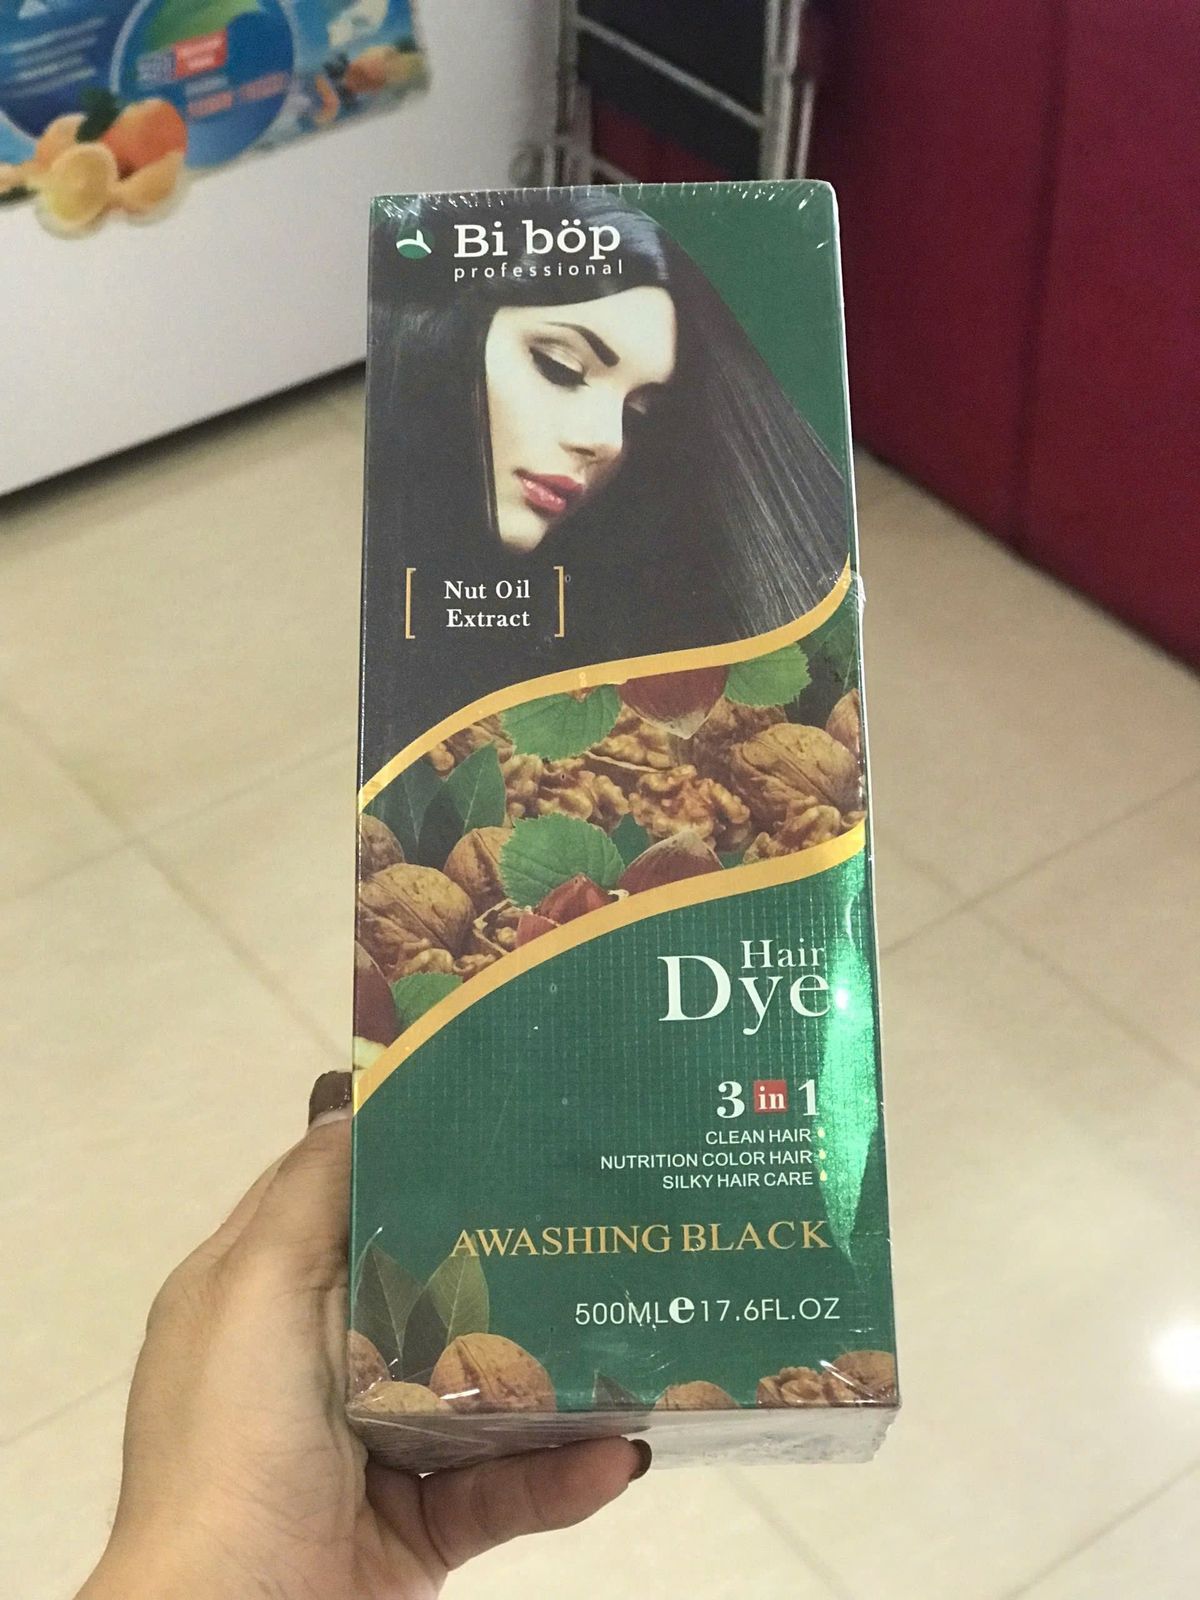 Bi böp
professional
Nut Oil
Extract
Hair
Dye
3 in 1
CLEAN HAIR
NUTRITION COLOR HAIR
SILKY HAIR CARE
AWASHING BLACK
500ML e 17.6FL.OZ